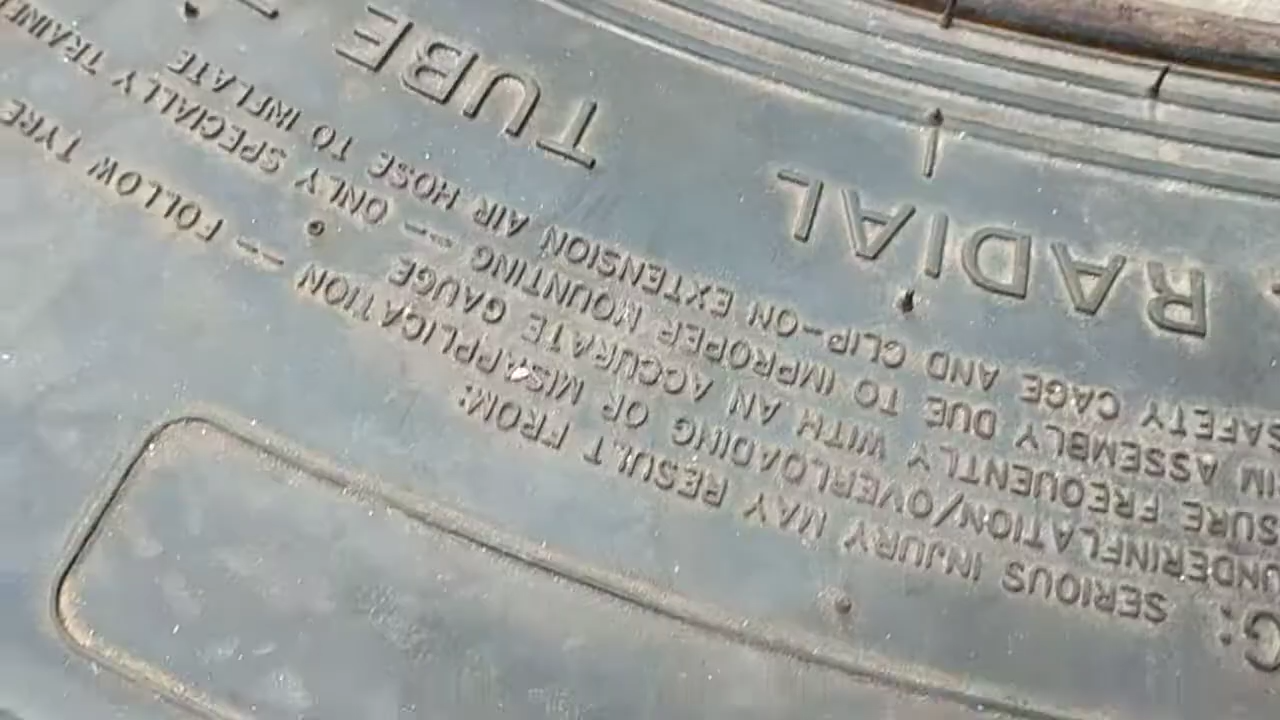 G: SERIOUS INJURY MAY RESULT FROM:
UNDERINFLATION/OVERLOADING OR MISAPPLICATION -- FOLLOW TYRE
SURE FREQUENTLY WITH AN ACCURATE GAUGE
IM ASSEMBLY DUE TO IMPROPER MOUNTING -- ONLY SPECIALLY TRAINE
SAFETY CAGE AND CLIP-ON EXTENSION AIR HOSE TO INFLATE
RADIAL TUBE